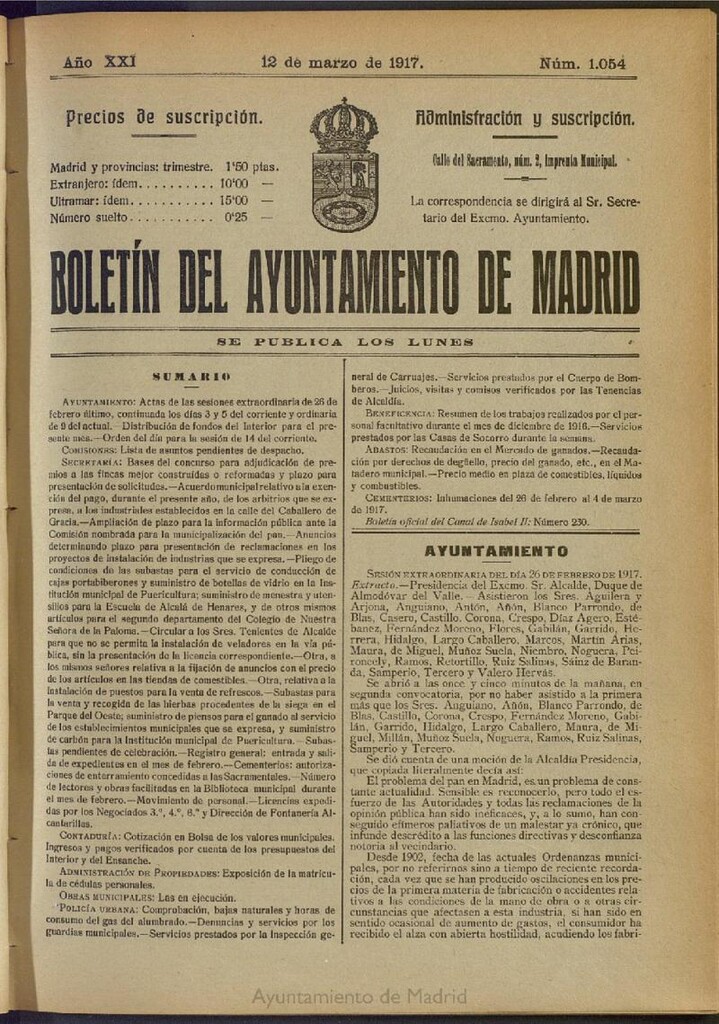 Año XXI
12 de marzo de 1917.
Núm. 1.054
Precios de suscripción.
Madrid y provincias: trimestre. 1'50 ptas.
Extranjero: ídem........... 10'00 —
Ultramar: ídem........... 15'00 —
Número suelto............ 0'25 —
Administración y suscripción.
Calle del Sacramento, núm. 2, Imprenta Municipal.
La correspondencia se dirigirá al Sr. Secre-
tario del Excmo. Ayuntamiento.
BOLETÍN DEL AYUNTAMIENTO DE MADRID
SE PUBLICA LOS LUNES
SUMARIO
AYUNTAMIENTO: Actas de las sesiones extraordinaria de 26 de
febrero último, continuada los días 3 y 5 del corriente y ordinaria
de 9 del actual.—Distribución de fondos del Interior para el pre-
sente mes.—Orden del día para la sesión de 14 del corriente.
COMISIONES: Lista de asuntos pendientes de despacho.
SECRETARÍA: Bases del concurso para adjudicación de pre-
mios a las fincas mejor construídas o reformadas y plazo para
presentación de solicitudes.—Acuerdo municipal relativo a la exen-
ción del pago, durante el presente año, de los arbitrios que se ex-
presa, a los industriales establecidos en la calle del Caballero de
Gracia.—Ampliación de plazo para la información pública ante la
Comisión nombrada para la municipalización del pan.—Anuncios
determinando plazo para presentación de reclamaciones en los
proyectos de instalación de industrias que se expresa.—Pliego de
condiciones de las subastas para el servicio de conducción de
cajas portabiberones y suministro de botellas de vidrio en la Ins-
titución municipal de Puericultura; suministro de menestra y uten-
silios para la Escuela de Alcalá de Henares, y de otros mismos
artículos para el segundo departamento del Colegio de Nuestra
Señora de la Paloma.—Circular a los Sres. Tenientes de Alcalde
para que no se permita la instalación de veladores en la vía pú-
blica, sin la presentación de la licencia correspondiente.—Otra, a
los mismos señores relativa a la fijación de anuncios con el precio
de los artículos en las tiendas de comestibles.—Otra, relativa a la
instalación de puestos para la venta de refrescos.—Subastas para
la venta y recogida de las hierbas procedentes de la siega en el
Parque del Oeste; suministro de piensos para el ganado al servicio
de los establecimientos municipales que se expresa, y suministro
de carbón para la Institución municipal de Puericultura.—Subas-
tas pendientes de celebración.—Registro general: entrada y sali-
da de expedientes en el mes de febrero.—Cementerios: autorizacio-
nes de enterramiento concedidas a las Sacramentales.—Número
de lectores y obras facilitadas en la Biblioteca municipal durante
el mes de febrero.—Movimiento de personal.—Licencias expedi-
das por los Negociados 3.º, 4.º, 8.º y Dirección de Fontanería Al-
cantarillas.
CONTADURÍA: Cotización en Bolsa de los valores municipales.
Ingresos y pagos verificados por cuenta de los presupuestos del
Interior y del Ensanche.
ADMINISTRACIÓN DE PROPIEDADES: Exposición de la matrícu-
la de cédulas personales.
OBRAS MUNICIPALES: Las en ejecución.
POLICÍA URBANA: Comprobación, bajas naturales y horas de
consumo del gas del alumbrado.—Denuncias y servicios por los
guardias municipales.—Servicios prestados por la Inspección ge-
neral de Carruajes.—Servicios prestados por el Cuerpo de Bom-
beros.—Juicios, visitas y comisos verificados por las Tenencias
de Alcaldía.
BENEFICENCIA: Resumen de los trabajos realizados por el per-
sonal facultativo durante el mes de diciembre de 1916.—Servicios
prestados por las Casas de Socorro durante la semana.
ABASTOS: Recaudación en el Mercado de ganados.—Recauda-
ción por derechos de degüello, precio del ganado, etc., en el Ma-
tadero municipal.—Precio medio en plaza de comestibles, líquidos
y combustibles.
CEMENTERIOS: Inhumaciones del 26 de febrero al 4 de marzo
de 1917.
Boletín oficial del Canal de Isabel II: Número 230.
AYUNTAMIENTO
SESIÓN EXTRAORDINARIA DEL DÍA 26 DE FEBRERO DE 1917.
Extracto.—Presidencia del Excmo. Sr. Alcalde, Duque de
Almodóvar del Valle.—Asistieron los Sres. Aguilera y
Arjona, Anguiano, Antón, Añón, Blanco Parrondo, de
Blas, Casero, Castillo, Corona, Crespo, Díaz Agero, Esté-
banez, Fernández Moreno, Flores, Gabilán, Garrido, He-
rrera, Hidalgo, Largo Caballero, Marcos, Martín Arias,
Maura, de Miguel, Muñoz Suela, Niembro, Noguera, Pei-
roncely, Ramos, Retortillo, Ruiz Salinas, Sáinz de Baran-
da, Samperio, Tercero y Valero Hervás.
Se abrió a las once y cinco minutos de la mañana, en
segunda convocatoria, por no haber asistido a la primera
más que los Sres. Anguiano, Añón, Blanco Parrondo, de
Blas, Castillo, Corona, Crespo, Fernández Moreno, Gabi-
lán, Garrido, Hidalgo, Largo Caballero, Maura, de Mi-
guel, Millán, Muñoz Suela, Noguera, Ramos, Ruiz Salinas,
Samperio y Tercero.
Se dió cuenta de una moción de la Alcaldía Presidencia,
que copiada literalmente decía así:
El problema del pan en Madrid, es un problema de cons-
tante actualidad. Sensible es reconocerlo, pero todo el es-
fuerzo de las Autoridades y todas las reclamaciones de la
opinión pública han sido ineficaces, y, a lo sumo, han con-
seguido efímeros paliativos de un malestar ya crónico, que
infunde descrédito a las funciones directivas y desconfianza
notoria al vecindario.
Desde 1902, fecha de las actuales Ordenanzas munici-
pales, por no referirnos sino a tiempo de reciente recorda-
ción, cada vez que se han producido oscilaciones en los pre-
cios de la primera materia de fabricación o accidentes rela-
tivos a las condiciones de la mano de obra o a otras cir-
cunstancias que afectasen a esta industria, si han sido en
sentido ocasional de aumento de gastos, el consumidor ha
recibido el alza con abierta hostilidad, acudiendo los fabri-
Ayuntamiento de Madrid